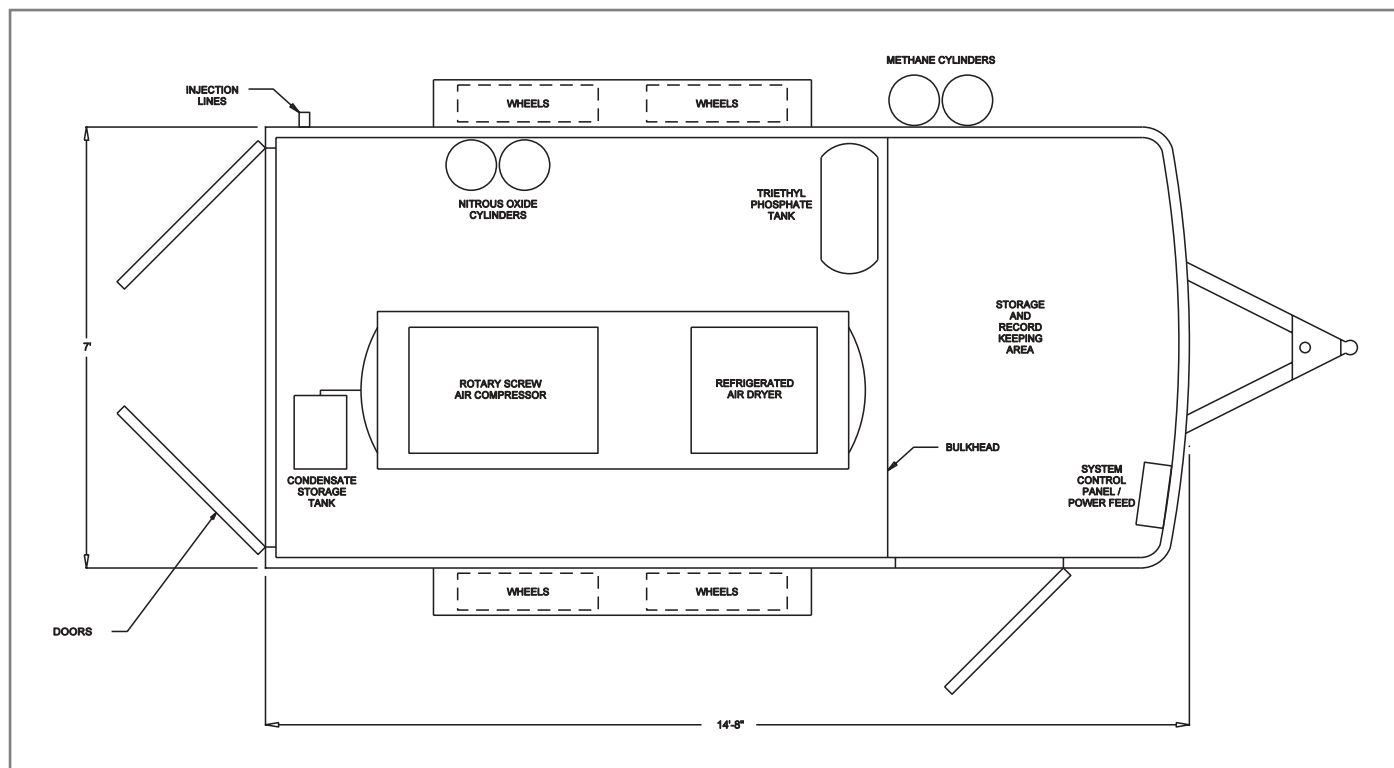 METHANE CYLINDERS
INJECTION
LINES
WHEELS
WHEELS
NITROUS OXIDE
CYLINDERS
TRIETHYL
PHOSPHATE
TANK
STORAGE
AND
RECORD
KEEPING
AREA
7'
ROTARY SCREW
AIR COMPRESSOR
REFRIGERATED
AIR DRYER
BULKHEAD
CONDENSATE
STORAGE
TANK
SYSTEM
CONTROL
PANEL /
POWER FEED
WHEELS
WHEELS
DOORS
14'-8"